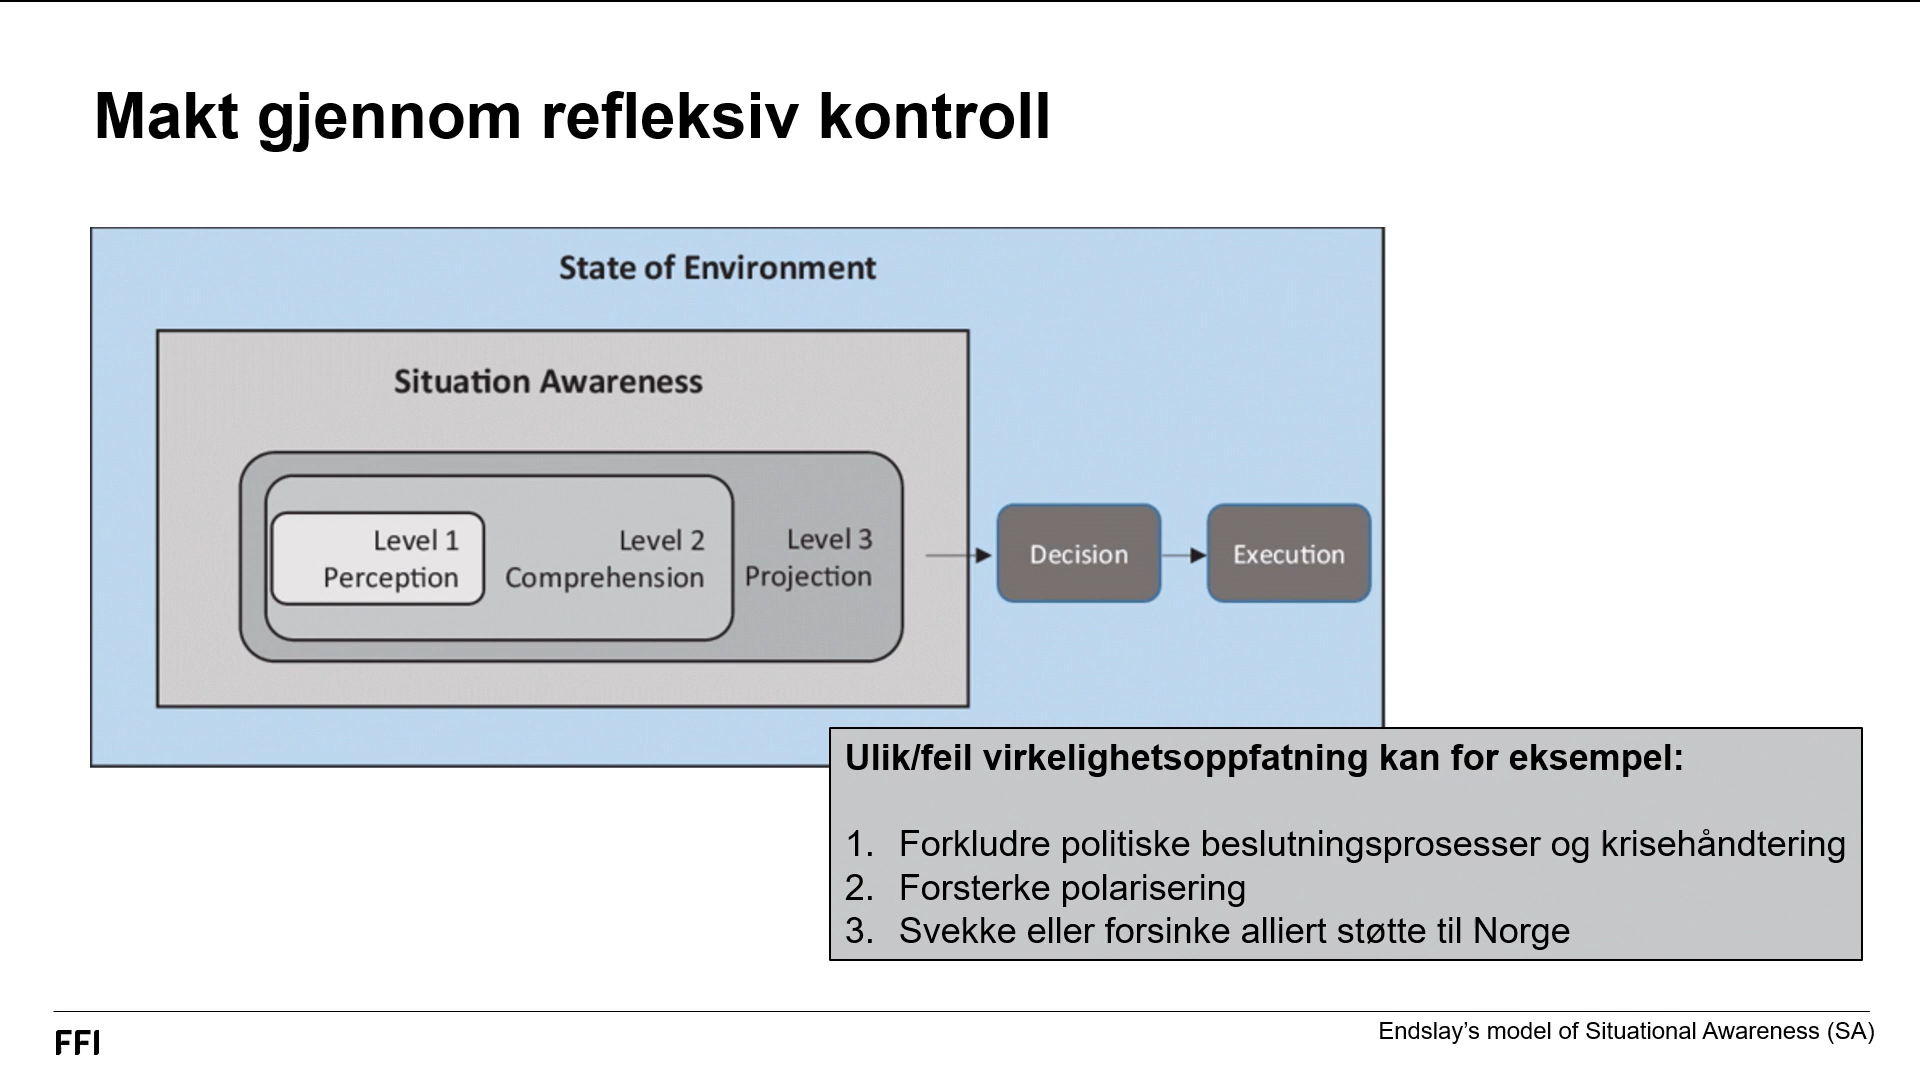 Makt gjennom refleksiv kontroll
State of Environment
Situation Awareness
Level 1
Perception
Level 2
Comprehension
Level 3
Projection
Decision
Execution
Ulik/feil virkelighetsoppfatning kan for eksempel:
1. Forkludre politiske beslutningsprosesser og krisehåndtering
2. Forsterke polarisering
3. Svekke eller forsinke alliert støtte til Norge
FFI
Endslay's model of Situational Awareness (SA)